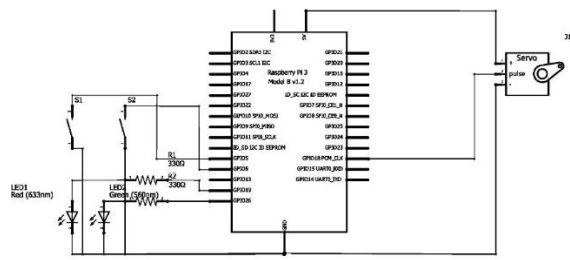 3V3
5V
J1
Servo
+
pulse
-
Raspberry Pi 3
Model B v1.2
GPIO2 SDA1 I2C
GPIO3 SCL1 I2C
GPIO4
GPIO17
GPIO27
GPIO22
GPIO10 SPI0_MOSI
GPIO9 SPI0_MISO
GPIO11 SPI0_SCLK
ID_SD I2C ID EEPROM
GPIO5
GPIO6
GPIO13
GPIO19
GPIO26
GPIO21
GPIO20
GPIO16
GPIO12
ID_SC I2C ID EEPROM
GPIO7 SPI0_CE1_N
GPIO8 SPI0_CE0_N
GPIO25
GPIO24
GPIO23
GPIO18 PCM_CLK
GPIO15 UART0_RXD
GPIO14 UART0_TXD
GND
S1
S2
R1
330Ω
R2
330Ω
LED1
Red (633nm)
LED2
Green (560nm)